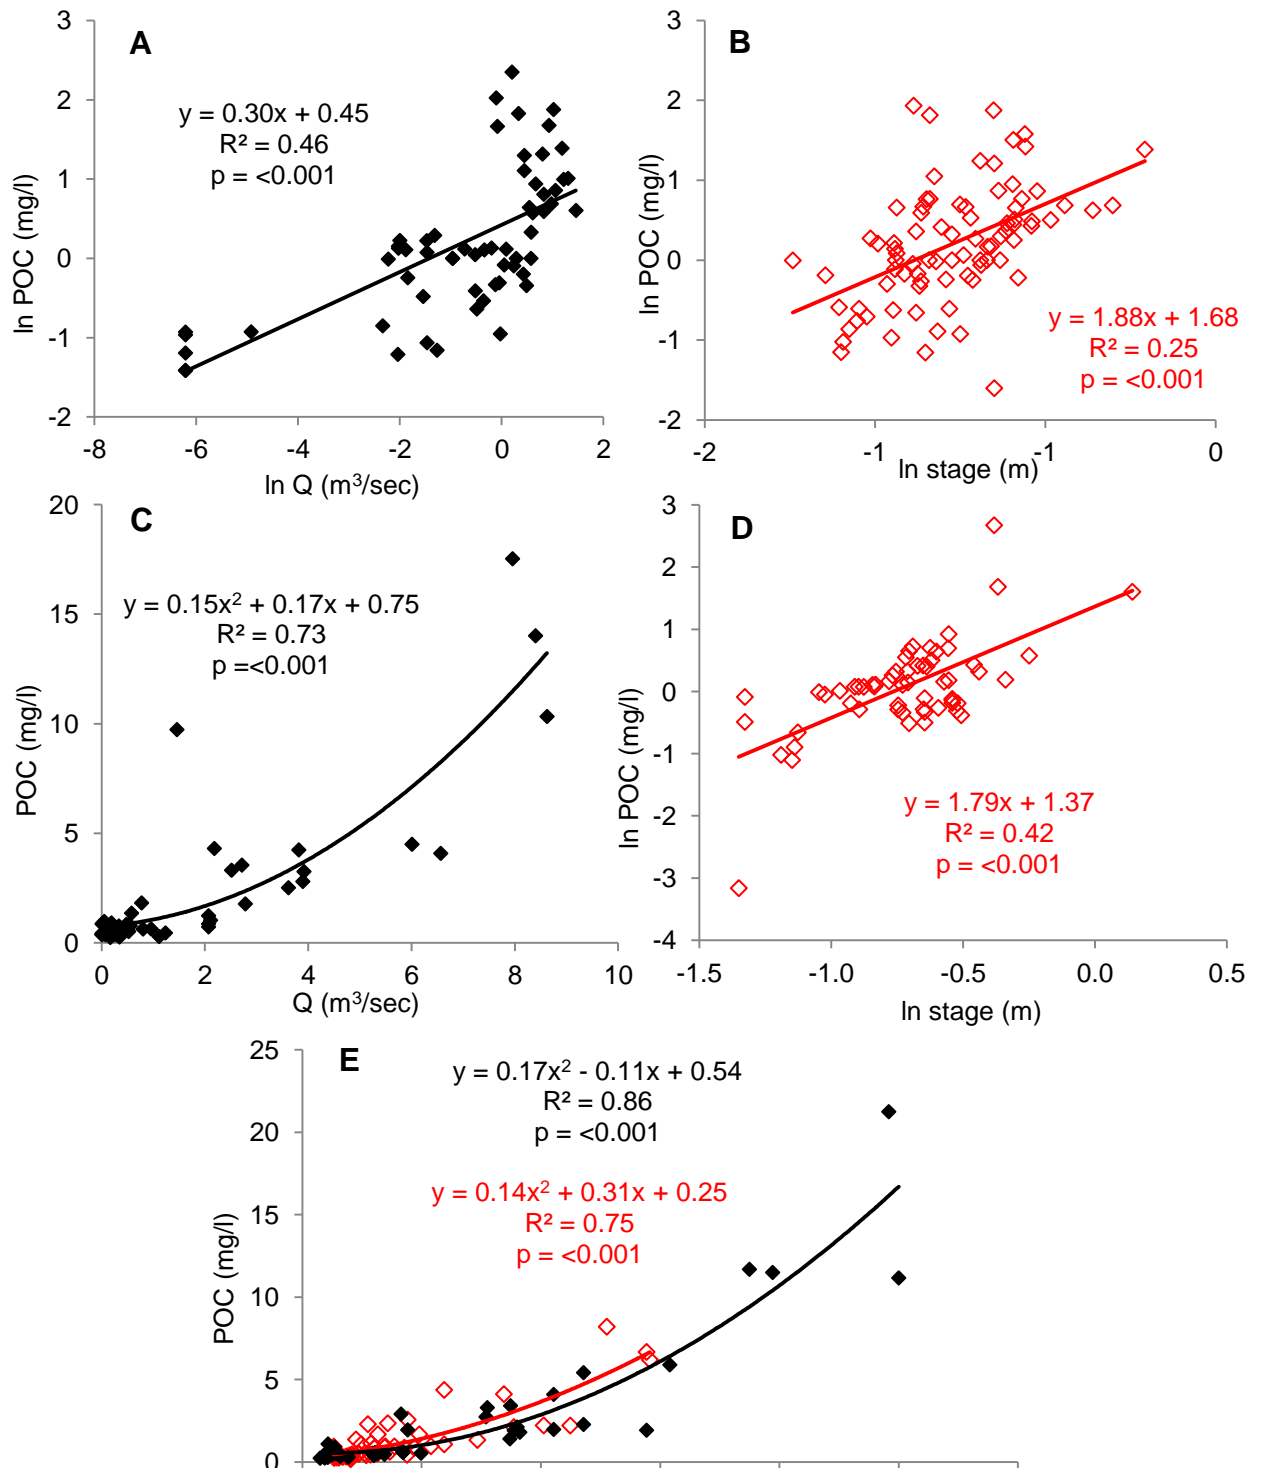 A
y = 0.30x + 0.45
R² = 0.46
p = <0.001
ln POC (mg/l)
3
2
1
0
-1
-2
-8
-6
-4
-2
0
2
ln Q (m³/sec)
B
ln POC (mg/l)
3
2
1
0
-1
-2
y = 1.88x + 1.68
R² = 0.25
p = <0.001
-2
-1
-1
0
ln stage (m)
C
y = 0.15x² + 0.17x + 0.75
R² = 0.73
p =<0.001
POC (mg/l)
20
15
10
5
0
0
2
4
6
8
10
Q (m³/sec)
D
ln POC (mg/l)
3
2
1
0
-1
-2
-3
-4
y = 1.79x + 1.37
R² = 0.42
p = <0.001
-1.5
-1.0
-0.5
0.0
0.5
ln stage (m)
E
y = 0.17x² - 0.11x + 0.54
R² = 0.86
p = <0.001
y = 0.14x² + 0.31x + 0.25
R² = 0.75
p = <0.001
POC (mg/l)
25
20
15
10
5
0